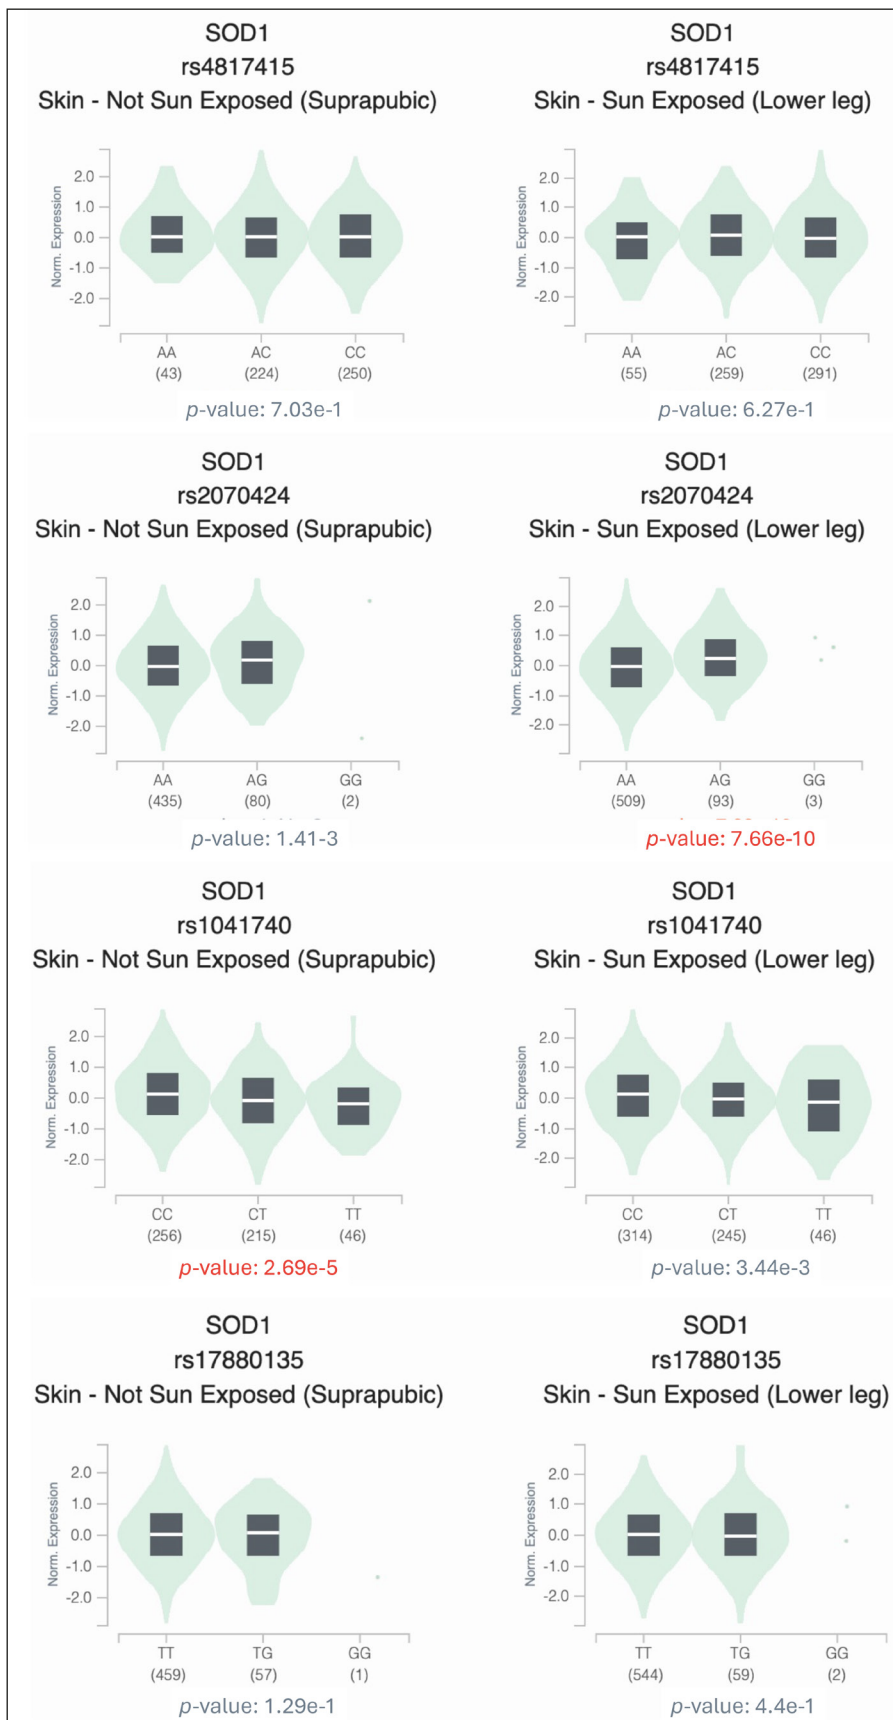 SOD1
rs4817415
Skin - Not Sun Exposed (Suprapubic)
Norm. Expression
2.0
1.0
0.0
-1.0
-2.0
AA AC CC
(43) (224) (250)
p-value: 7.03e-1
SOD1
rs4817415
Skin - Sun Exposed (Lower leg)
Norm. Expression
2.0
1.0
0.0
-1.0
-2.0
AA AC CC
(55) (259) (291)
p-value: 6.27e-1
SOD1
rs2070424
Skin - Not Sun Exposed (Suprapubic)
Norm. Expression
2.0
1.0
0.0
-1.0
-2.0
AA AG GG
(435) (80) (2)
p-value: 1.41-3
SOD1
rs2070424
Skin - Sun Exposed (Lower leg)
Norm. Expression
2.0
1.0
0.0
-1.0
-2.0
AA AG GG
(509) (93) (3)
p-value: 7.66e-10
SOD1
rs1041740
Skin - Not Sun Exposed (Suprapubic)
Norm. Expression
2.0
1.0
0.0
-1.0
-2.0
CC CT TT
(256) (215) (46)
p-value: 2.69e-5
SOD1
rs1041740
Skin - Sun Exposed (Lower leg)
Norm. Expression
2.0
1.0
0.0
-1.0
-2.0
CC CT TT
(314) (245) (46)
p-value: 3.44e-3
SOD1
rs17880135
Skin - Not Sun Exposed (Suprapubic)
Norm. Expression
2.0
1.0
0.0
-1.0
-2.0
TT TG GG
(459) (57) (1)
p-value: 1.29e-1
SOD1
rs17880135
Skin - Sun Exposed (Lower leg)
Norm. Expression
2.0
1.0
0.0
-1.0
-2.0
TT TG GG
(544) (59) (2)
p-value: 4.4e-1